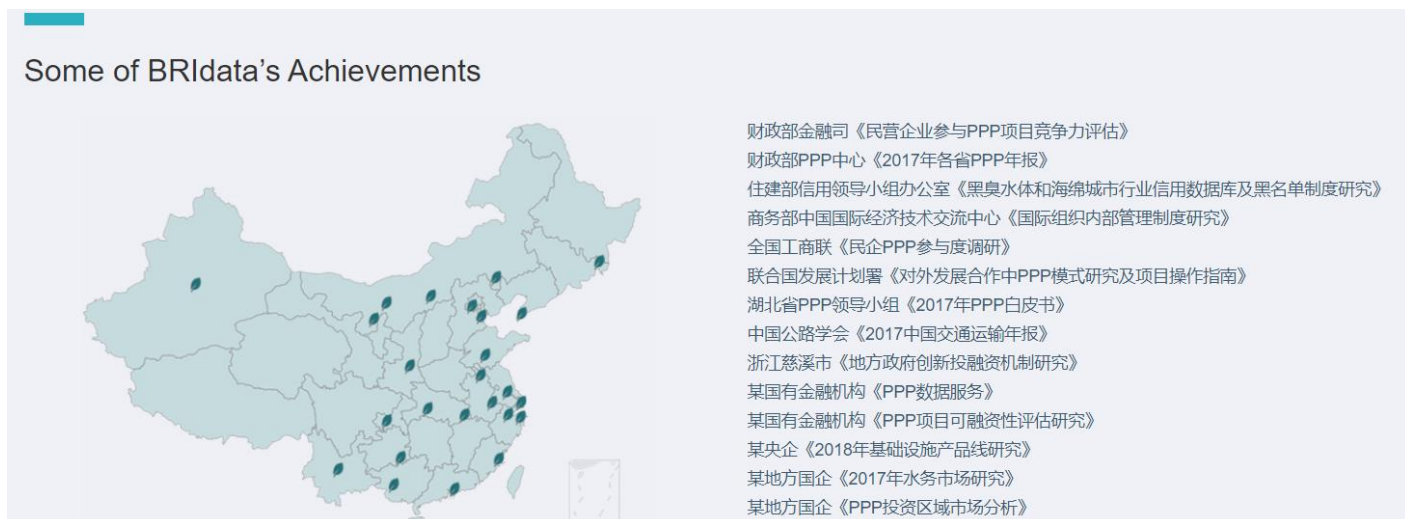 Some of BRIdata’s Achievements
财政部金融司《民营企业参与PPP项目竞争力评估》
财政部PPP中心《2017年各省PPP年报》
住建部信用领导小组办公室《黑臭水体和海绵城市行业信用数据库及黑名单制度研究》
商务部中国国际经济技术交流中心《国际组织内部管理制度研究》
全国工商联《民企PPP参与度调研》
联合国发展计划署《对外发展合作中PPP模式研究及项目操作指南》
湖北省PPP领导小组《2017年PPP白皮书》
中国公路学会《2017中国交通运输年报》
浙江慈溪市《地方政府创新投融资机制研究》
某国有金融机构《PPP数据服务》
某国有金融机构《PPP项目可融资性评估研究》
某央企《2018年基础设施产品线研究》
某地方国企《2017年水务市场研究》
某地方国企《PPP投资区域市场分析》